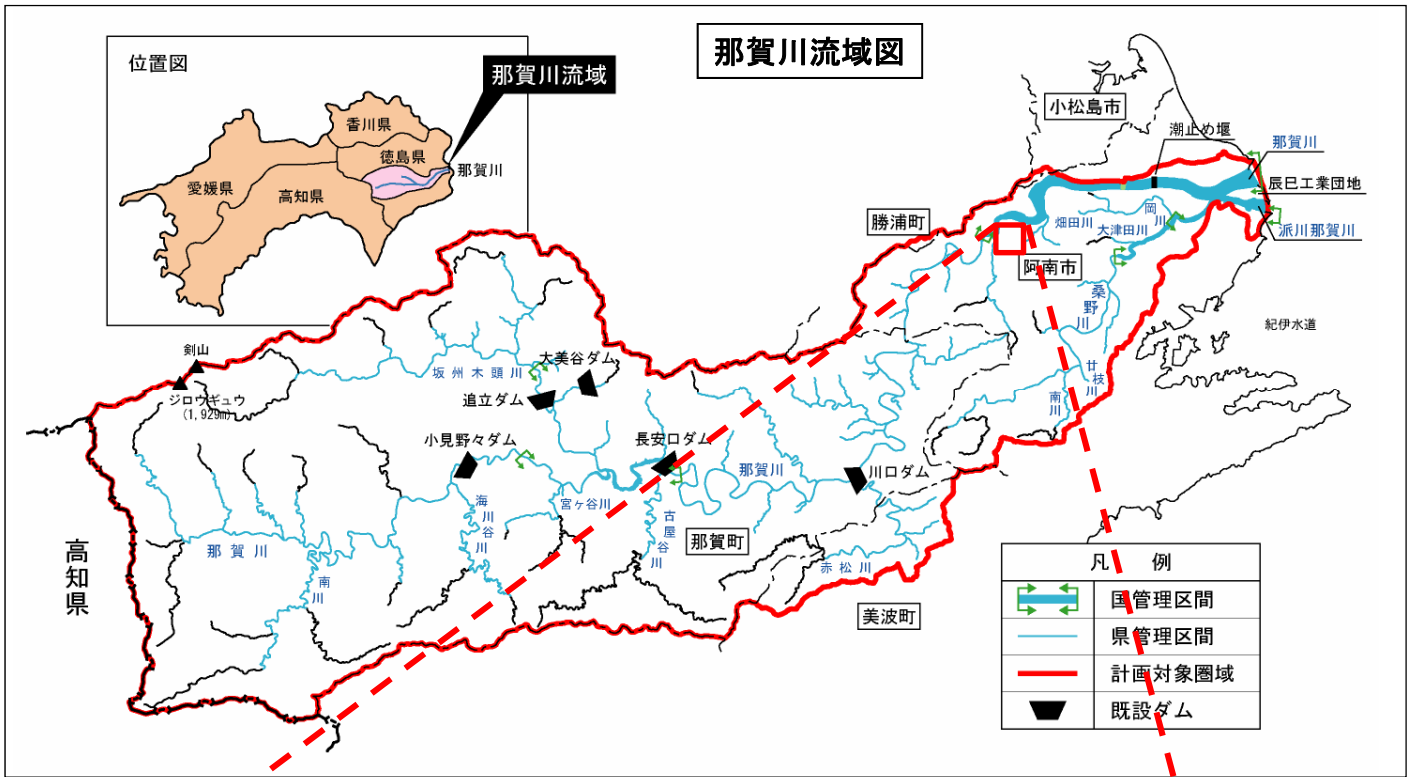 那賀川流域図
位置図
那賀川流域
香川県
徳島県
那賀川
愛媛県
高知県
小松島市
潮止め堰
那賀川
辰巳工業団地
派川那賀川
勝浦町
畑田川
岡川
大津田川
阿南市
桑野川
紀伊水道
廿枝川
南川
剣山
ジロウギュウ
(1,929m)
坂州木頭川
大美谷ダム
追立ダム
小見野々ダム
長安口ダム
那賀川
川口ダム
海川谷川
宮ヶ谷川
古屋谷川
那賀町
赤松川
美波町
高知県
那賀川
南川
凡 例
国管理区間
県管理区間
計画対象圏域
既設ダム